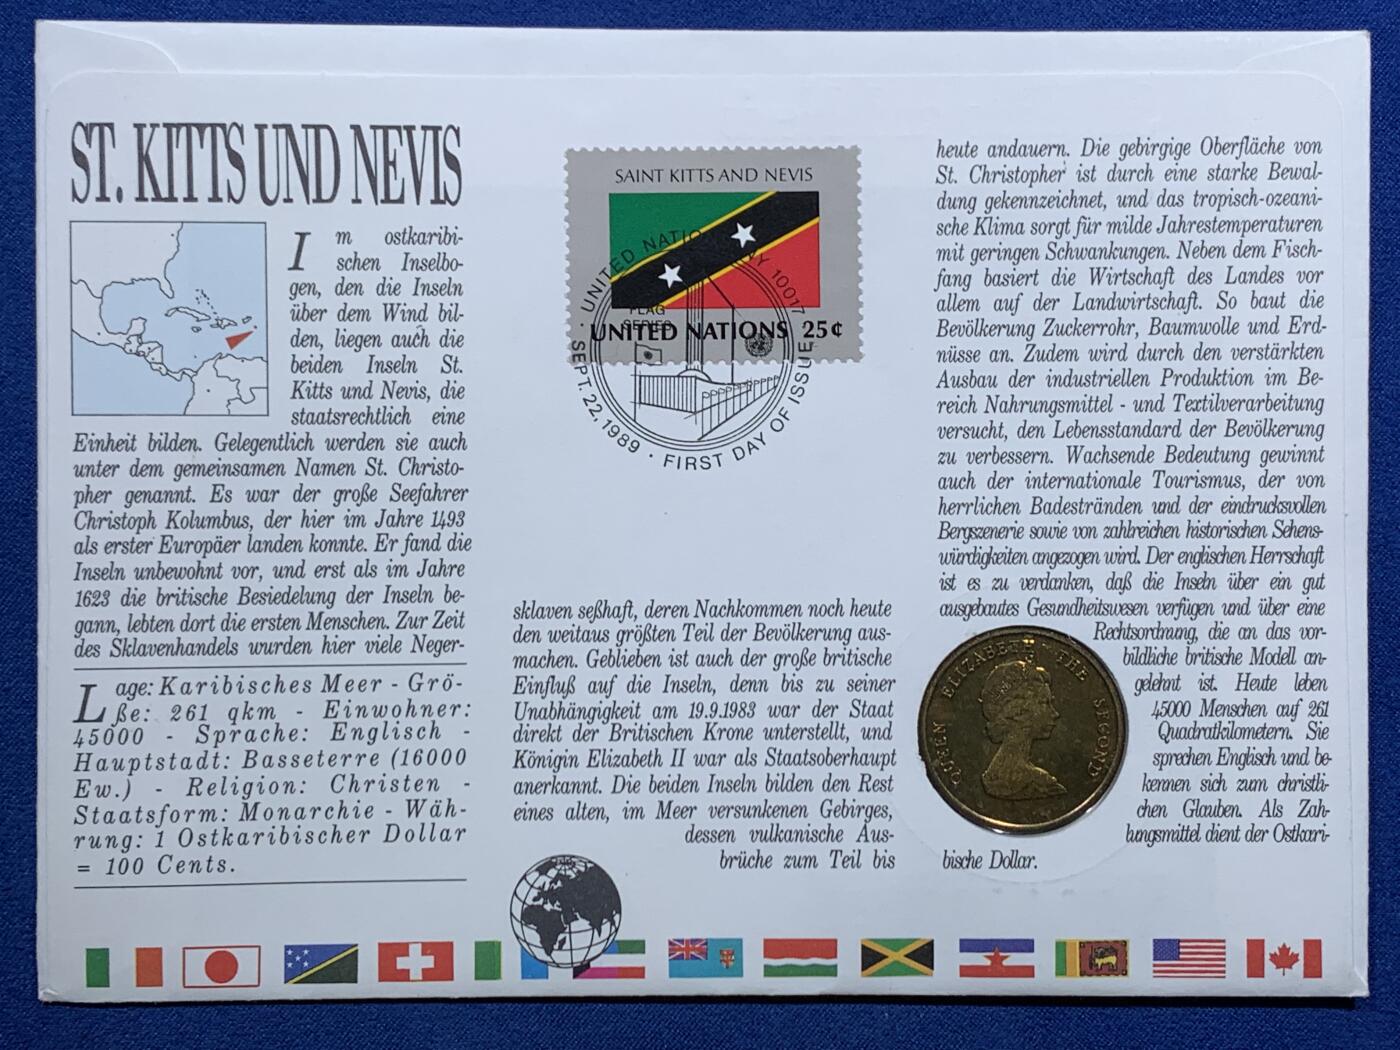 ST. KITTS UND NEVIS
Im ostkaribi-
schen Inselbo-
gen, den die Inseln
über dem Wind bil-
den, liegen auch die
beiden Inseln St.
Kitts und Nevis, die
staatsrechtlich eine
Einheit bilden. Gelegentlich werden sie auch
unter dem gemeinsamen Namen St. Christo-
pher genannt. Es war der große Seefahrer
Christoph Kolumbus, der hier im Jahre 1493
als erster Europäer landen konnte. Er fand die
Inseln unbewohnt vor, und erst als im Jahre
1623 die britische Besiedelung der Inseln be-
gann, lebten dort die ersten Menschen. Zur Zeit
des Sklavenhandels wurden hier viele Neger-
Lage: Karibisches Meer - Grö-
ße: 261 qkm - Einwohner:
45000 - Sprache: Englisch -
Hauptstadt: Basseterre (16000
Ew.) - Religion: Christen -
Staatsform: Monarchie - Wäh-
rung: 1 Ostkaribischer Dollar
= 100 Cents.
SAINT KITTS AND NEVIS
UNITED NATIONS 25¢
FLAG
SERIES
UNITED NATIONS, NY 10017
SEPT. 22, 1989 · FIRST DAY OF ISSUE
sklaven seßhaft, deren Nachkommen noch heute
den weitaus größten Teil der Bevölkerung aus-
machen. Geblieben ist auch der große britische
Einfluß auf die Inseln, denn bis zu seiner
Unabhängigkeit am 19.9.1983 war der Staat
direkt der Britischen Krone unterstellt, und
Königin Elizabeth II war als Staatsoberhaupt
anerkannt. Die beiden Inseln bilden den Rest
eines alten, im Meer versunkenen Gebirges,
dessen vulkanische Aus-
brüche zum Teil bis
heute andauern. Die gebirgige Oberfläche von
St. Christopher ist durch eine starke Bewal-
dung gekennzeichnet, und das tropisch-ozeani-
sche Klima sorgt für milde Jahrestemperaturen
mit geringen Schwankungen. Neben dem Fisch-
fang basiert die Wirtschaft des Landes vor
allem auf der Landwirtschaft. So baut die
Bevölkerung Zuckerrohr, Baumwolle und Erd-
nüsse an. Zudem wird durch den verstärkten
Ausbau der industriellen Produktion im Be-
reich Nahrungsmittel - und Textilverarbeitung
versucht, den Lebensstandard der Bevölkerung
zu verbessern. Wachsende Bedeutung gewinnt
auch der internationale Tourismus, der von
herrlichen Badestränden und der eindrucksvollen
Bergszenerie sowie von zahlreichen historischen Sehens-
würdigkeiten angezogen wird. Der englischen Herrschaft
ist es zu verdanken, daß die Inseln über ein gut
ausgebautes Gesundheitswesen verfügen und über eine
Rechtsordnung, die an das vor-
bildliche britische Modell an-
gelehnt ist. Heute leben
45000 Menschen auf 261
Quadratkilometern. Sie
sprechen Englisch und be-
kennen sich zum christli-
chen Glauben. Als Zah-
lungsmittel dient der Ostkari-
bische Dollar.
QUEEN ELIZABETH THE SECOND